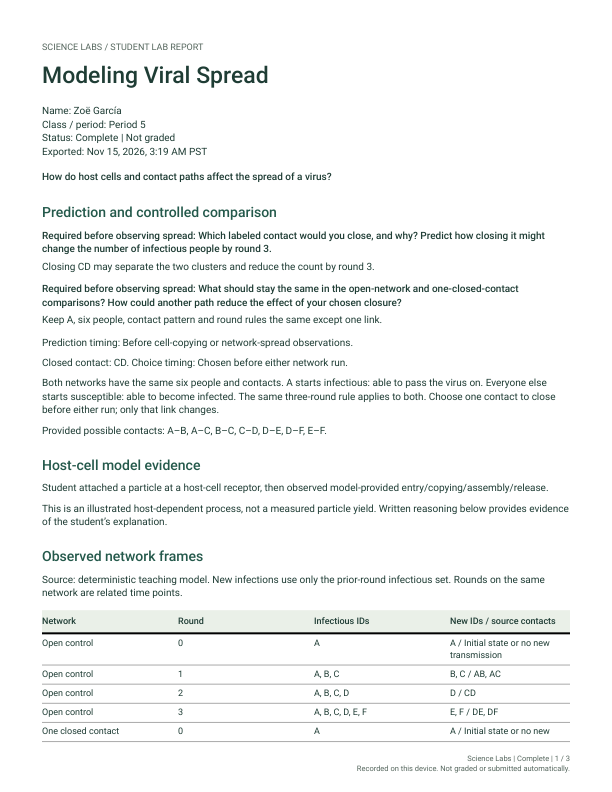 SCIENCE LABS / STUDENT LAB REPORT
Modeling Viral Spread
Name: Zoë García
Class / period: Period 5
Status: Complete | Not graded
Exported: Nov 15, 2026, 3:19 AM PST
How do host cells and contact paths affect the spread of a virus?
Prediction and controlled comparison
Required before observing spread: Which labeled contact would you close, and why? Predict how closing it might
change the number of infectious people by round 3.
Closing CD may separate the two clusters and reduce the count by round 3.
Required before observing spread: What should stay the same in the open-network and one-closed-contact
comparisons? How could another path reduce the effect of your chosen closure?
Keep A, six people, contact pattern and round rules the same except one link.
Prediction timing: Before cell-copying or network-spread observations.
Closed contact: CD. Choice timing: Chosen before either network run.
Both networks have the same six people and contacts. A starts infectious: able to pass the virus on. Everyone else
starts susceptible: able to become infected. The same three-round rule applies to both. Choose one contact to close
before either run; only that link changes.
Provided possible contacts: A–B, A–C, B–C, C–D, D–E, D–F, E–F.
Host-cell model evidence
Student attached a particle at a host-cell receptor, then observed model-provided entry/copying/assembly/release.
This is an illustrated host-dependent process, not a measured particle yield. Written reasoning below provides evidence
of the student’s explanation.
Observed network frames
Source: deterministic teaching model. New infections use only the prior-round infectious set. Rounds on the same
network are related time points.
Network Round Infectious IDs New IDs / source contacts
Open control 0 A A / Initial state or no new
transmission
Open control 1 A, B, C B, C / AB, AC
Open control 2 A, B, C, D D / CD
Open control 3 A, B, C, D, E, F E, F / DE, DF
One closed contact 0 A A / Initial state or no new
Science Labs | Complete | 1 / 3
Recorded on this device. Not graded or submitted automatically.